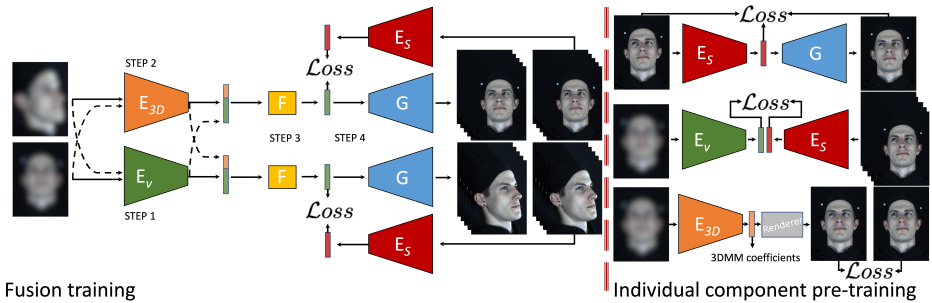 STEP 2
E3D
F
Loss
ES
G
STEP 3
STEP 4
Ev
STEP 1
F
Loss
G
ES
Fusion training
Loss
ES
G
Loss
Ev
ES
E3D
Renderer
3DMM coefficients
Loss
Individual component pre-training